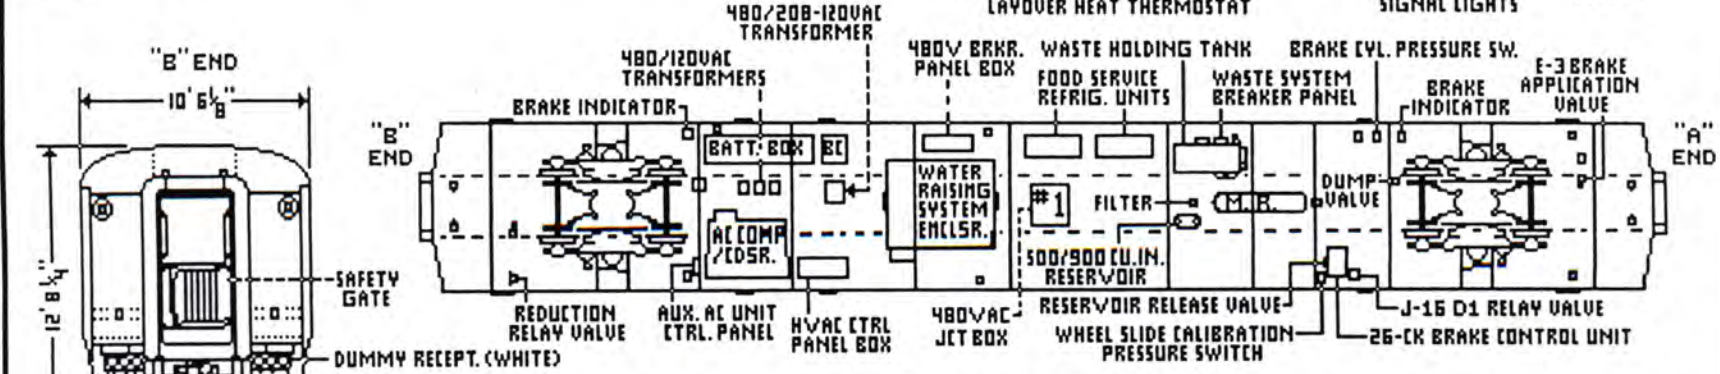 480/208-120VAC
TRANSFORMER
LAYOVER HEAT THERMOSTAT
SIGNAL LIGHTS
"B" END
10' 6⅛"
480/120VAC
TRANSFORMERS
480V BRKR.
PANEL BOX
WASTE HOLDING TANK
BRAKE CYL. PRESSURE SW.
FOOD SERVICE
REFRIG. UNITS
WASTE SYSTEM
BREAKER PANEL
BRAKE
INDICATOR
E-3 BRAKE
APPLICATION
VALVE
BRAKE INDICATOR
"B"
END
BATT. BOX
BC
"A"
END
WATER
RAISING
SYSTEM
ENCLSR.
#1
FILTER
M.R.
DUMP
VALVE
AC COMP
/CDSR.
500/900 CU.IN.
RESERVOIR
12' 8¼"
SAFETY
GATE
REDUCTION
RELAY VALVE
AUX. AC UNIT
CTRL. PANEL
HVAC CTRL
PANEL BOX
480VAC
JCT BOX
RESERVOIR RELEASE VALVE
J-16 D1 RELAY VALVE
WHEEL SLIDE CALIBRATION
PRESSURE SWITCH
26-CK BRAKE CONTROL UNIT
DUMMY RECEPT. (WHITE)